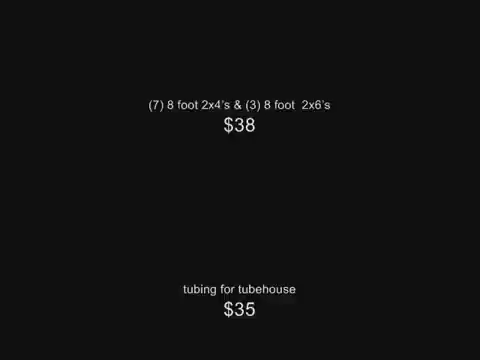 (7) 8 foot 2x4's & (3) 8 foot  2x6's
$38
tubing for tubehouse
$35